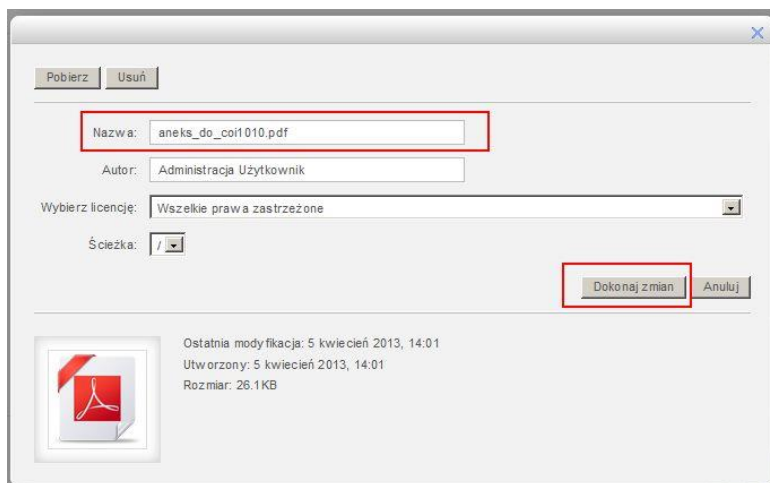 Pobierz Usuń
Nazwa: aneks_do_coi1010.pdf
Autor: Administracja Użytkownik
Wybierz licencję: Wszelkie prawa zastrzeżone
Ścieżka: /
Dokonaj zmian Anuluj
Ostatnia modyfikacja: 5 kwiecień 2013, 14:01
Utworzony: 5 kwiecień 2013, 14:01
Rozmiar: 26.1KB